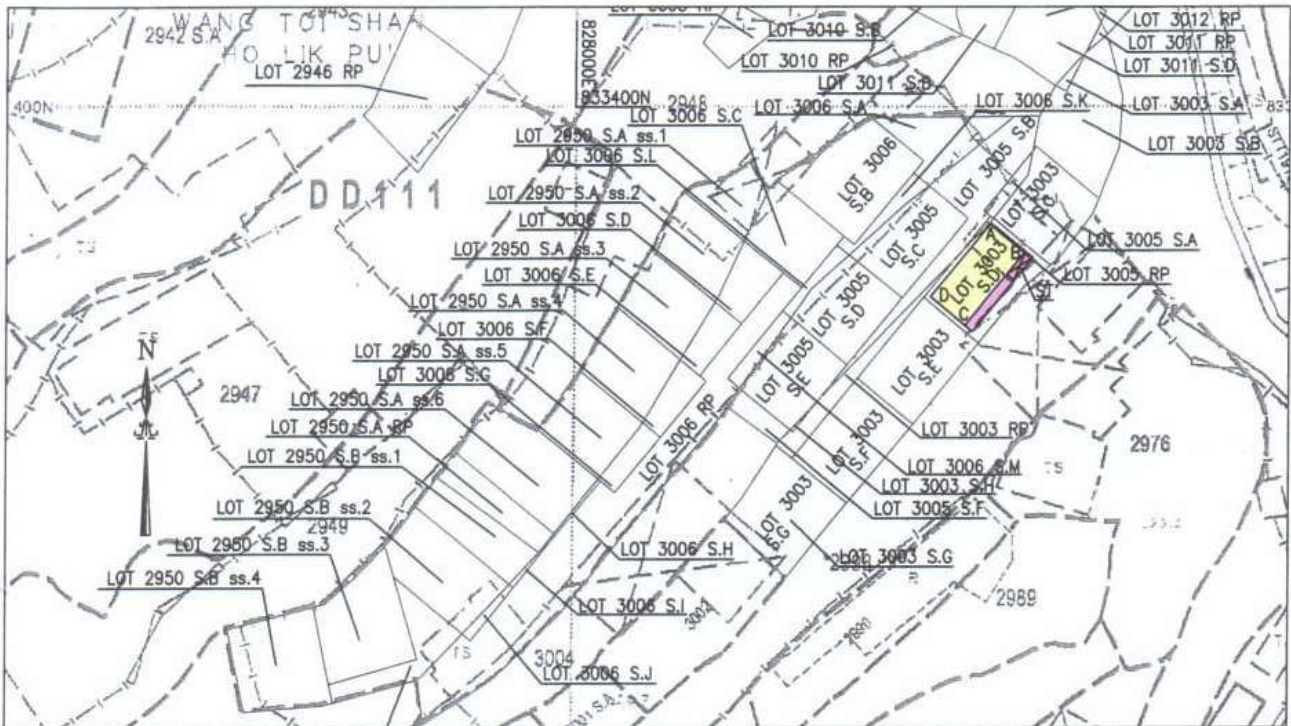 WANG TOI SHAN
HO LIK PUI
2942 S.A
2943
LOT 2946 RP
828000E
833400N
2948
400N
LOT 3010 S.B
LOT 3010 RP
LOT 3011 S.B
LOT 3006 S.A
LOT 3006 S.C
LOT 3012 RP
LOT 3011 RP
LOT 3011 S.D
LOT 3003 S.A
LOT 3006 S.K
LOT 3003 S.B
LOT 2950 S.A ss.1
LOT 3006 S.L
LOT 2950 S.A ss.2
LOT 3006 S.D
LOT 2950 S.A ss.3
LOT 3006 S.E
LOT 2950 S.A ss.4
LOT 3006 S.F
LOT 2950 S.A ss.5
LOT 3006 S.G
LOT 2950 S.A ss.6
LOT 2950 S.A RP
LOT 2950 S.B ss.1
LOT 2950 S.B ss.2
LOT 2950 S.B ss.3
LOT 2950 S.B ss.4
DD111
TS
N
2947
2949
LOT 3006
S.B
LOT 3005
S.B
LOT 3005
S.C
LOT 3003
S.C
LOT 3005 S.A
LOT 3005 RP
A
B
LOT 3003
S.D
D
C
LOT 3005
S.D
LOT 3005
S.E
LOT 3003
S.E
LOT 3006 RP
LOT 3003
S.F
LOT 3003
S.G
LOT 3003 RP
LOT 3006 S.M
LOT 3003 S.H
LOT 3005 S.F
LOT 3003 S.G
LOT 3006 S.H
LOT 3006 S.I
LOT 3006 S.J
2976
TS
2989
2990
3002
3004
TS